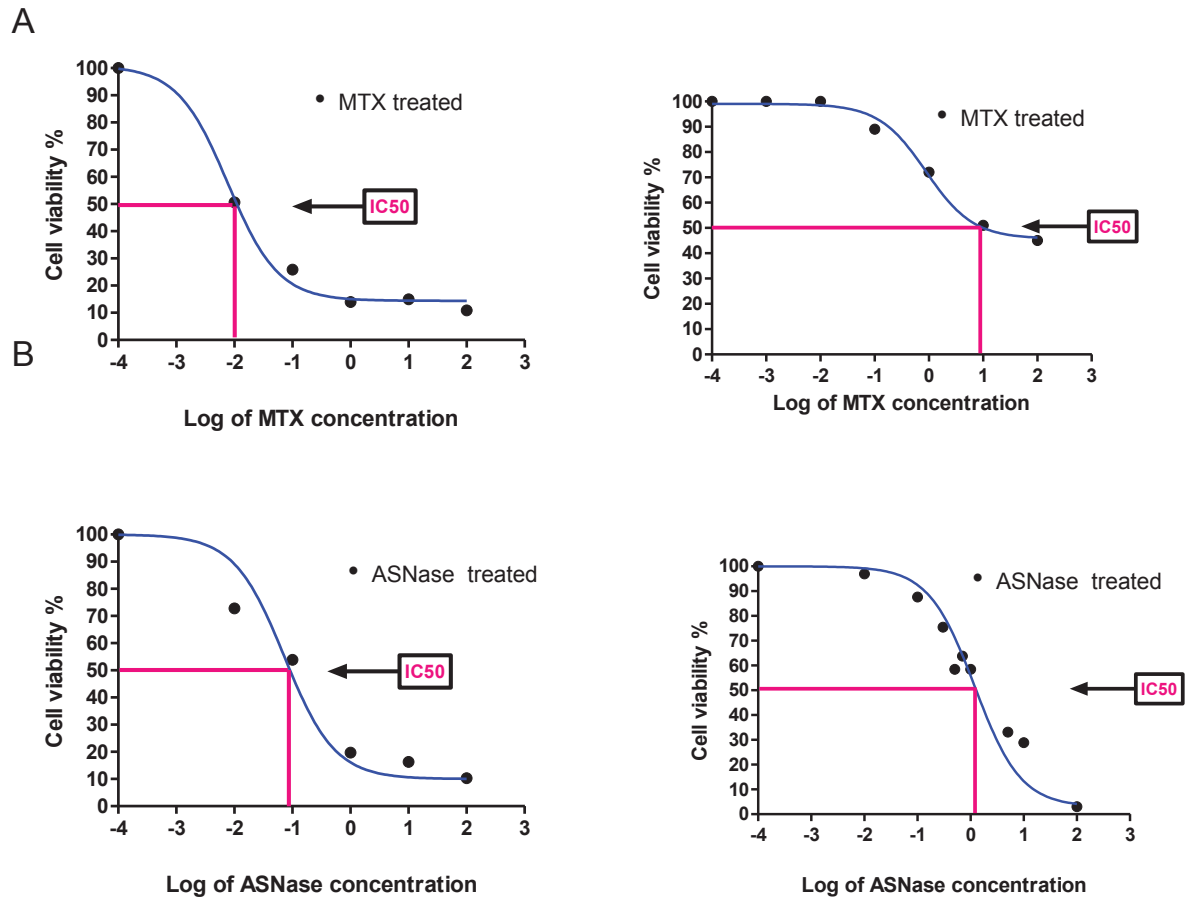 A
100
90
80
70
60
50
40
30
20
10
0
Cell viability %
MTX treated
IC50
-4 -3 -2 -1 0 1 2 3
Log of MTX concentration
100
90
80
70
60
50
40
30
20
10
0
Cell viability %
MTX treated
IC50
-4 -3 -2 -1 0 1 2 3
Log of MTX concentration
B
100
90
80
70
60
50
40
30
20
10
0
Cell viability %
ASNase treated
IC50
-4 -3 -2 -1 0 1 2 3
Log of ASNase concentration
100
90
80
70
60
50
40
30
20
10
0
Cell viability %
ASNase treated
IC50
-4 -3 -2 -1 0 1 2 3
Log of ASNase concentration